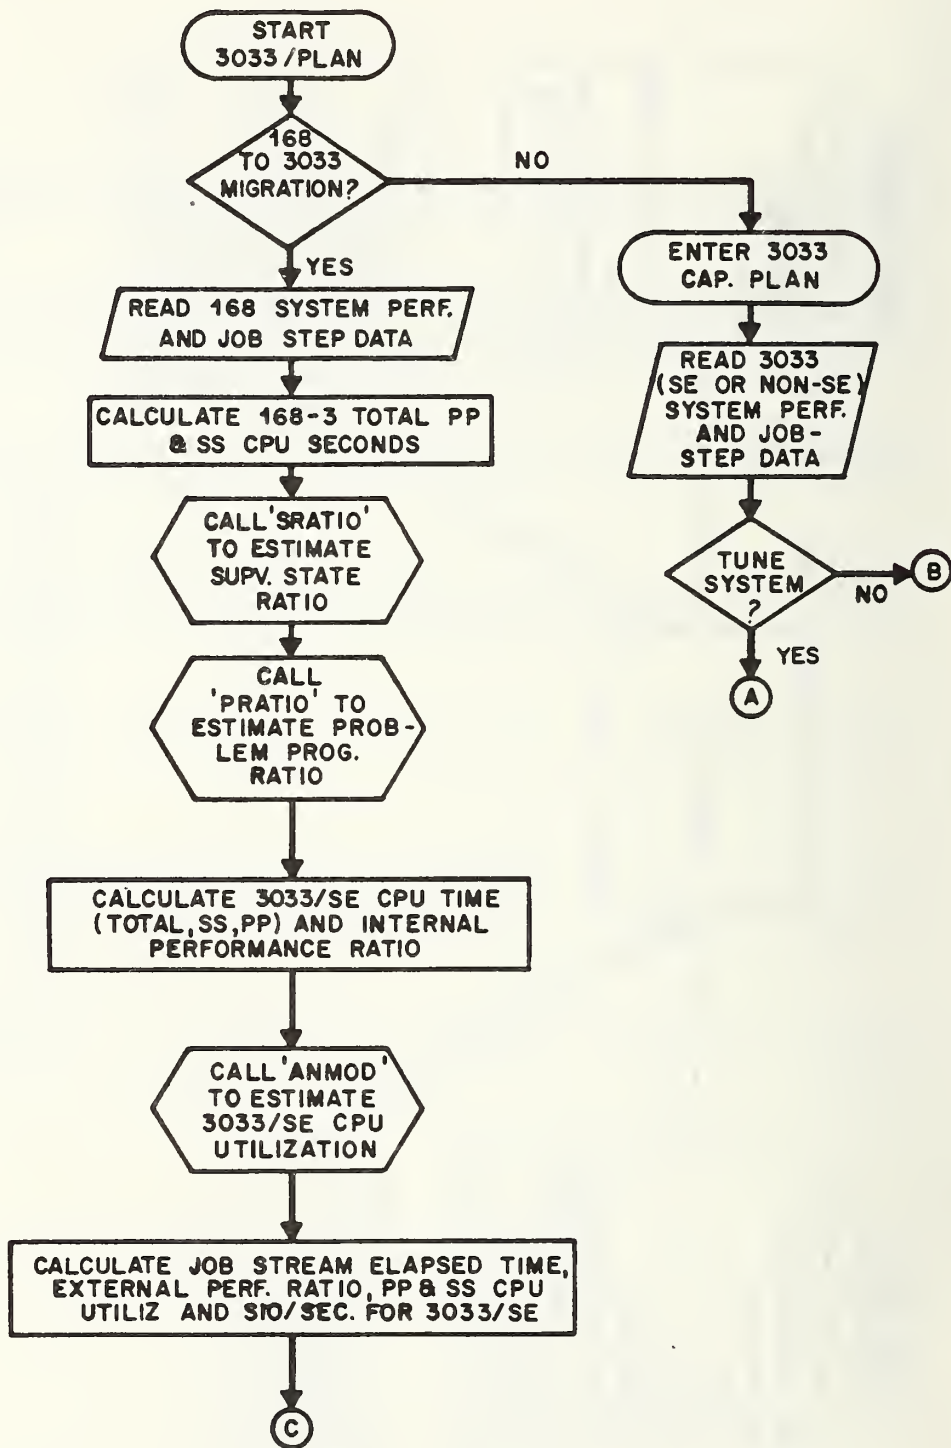 START
3033/PLAN
168
TO 3033
MIGRATION?
NO
YES
READ 168 SYSTEM PERF.
AND JOB STEP DATA
CALCULATE 168-3 TOTAL PP
& SS CPU SECONDS
CALL 'SRATIO'
TO ESTIMATE
SUPV. STATE
RATIO
CALL
'PRATIO' TO
ESTIMATE PROB-
LEM PROG.
RATIO
CALCULATE 3033/SE CPU TIME
(TOTAL, SS, PP) AND INTERNAL
PERFORMANCE RATIO
CALL 'ANMOD'
TO ESTIMATE
3033/SE CPU
UTILIZATION
CALCULATE JOB STREAM ELAPSED TIME,
EXTERNAL PERF. RATIO, PP & SS CPU
UTILIZ AND SIO/SEC. FOR 3033/SE
C
ENTER 3033
CAP. PLAN
READ 3033
(SE OR NON-SE)
SYSTEM PERF.
AND JOB-
STEP DATA
TUNE
SYSTEM
?
NO
B
YES
A